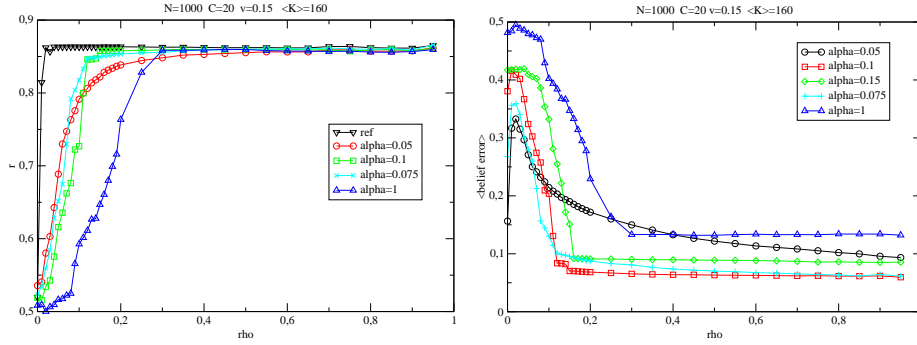 N=1000 C=20 v=0.15 <K>=160
0,9
0,8
r
0,7
0,6
0,5
0
0,2
0,4
0,6
0,8
1
rho
ref
alpha=0.05
alpha=0.1
alpha=0.075
alpha=1
N=1000 C=20 v=0.15 <K>=160
0,5
0,4
0,3
0,2
0,1
0
<belief error>
0
0,2
0,4
0,6
0,8
rho
alpha=0.05
alpha=0.1
alpha=0.15
alpha=0.075
alpha=1